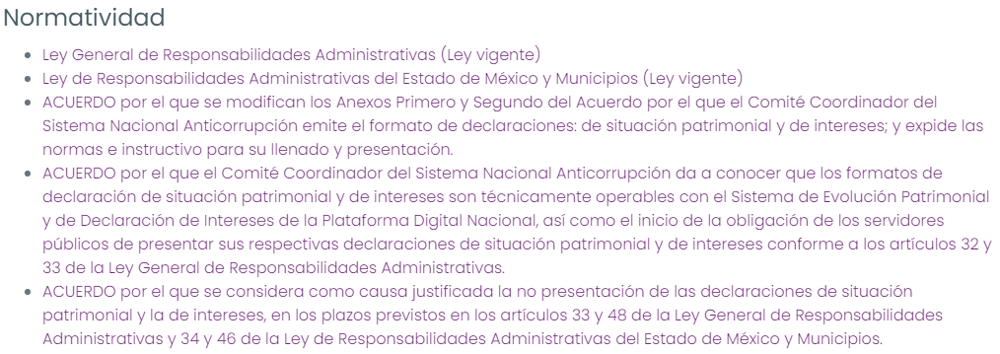 Normatividad
• Ley General de Responsabilidades Administrativas (Ley vigente)
• Ley de Responsabilidades Administrativas del Estado de México y Municipios (Ley vigente)
• ACUERDO por el que se modifican los Anexos Primero y Segundo del Acuerdo por el que el Comité Coordinador del
Sistema Nacional Anticorrupción emite el formato de declaraciones: de situación patrimonial y de intereses; y expide las
normas e instructivo para su llenado y presentación.
• ACUERDO por el que el Comité Coordinador del Sistema Nacional Anticorrupción da a conocer que los formatos de
declaración de situación patrimonial y de intereses son técnicamente operables con el Sistema de Evolución Patrimonial
y de Declaración de Intereses de la Plataforma Digital Nacional, así como el inicio de la obligación de los servidores
públicos de presentar sus respectivas declaraciones de situación patrimonial y de intereses conforme a los artículos 32 y
33 de la Ley General de Responsabilidades Administrativas.
• ACUERDO por el que se considera como causa justificada la no presentación de las declaraciones de situación
patrimonial y la de intereses, en los plazos previstos en los artículos 33 y 48 de la Ley General de Responsabilidades
Administrativas y 34 y 46 de la Ley de Responsabilidades Administrativas del Estado de México y Municipios.